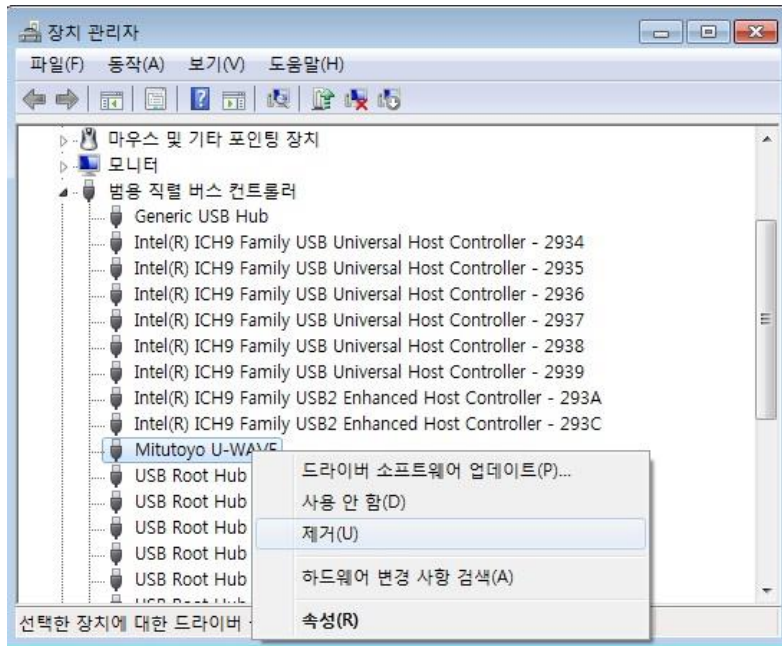 장치 관리자
파일(F) 동작(A) 보기(V) 도움말(H)
마우스 및 기타 포인팅 장치
모니터
범용 직렬 버스 컨트롤러
Generic USB Hub
Intel(R) ICH9 Family USB Universal Host Controller - 2934
Intel(R) ICH9 Family USB Universal Host Controller - 2935
Intel(R) ICH9 Family USB Universal Host Controller - 2936
Intel(R) ICH9 Family USB Universal Host Controller - 2937
Intel(R) ICH9 Family USB Universal Host Controller - 2938
Intel(R) ICH9 Family USB Universal Host Controller - 2939
Intel(R) ICH9 Family USB2 Enhanced Host Controller - 293A
Intel(R) ICH9 Family USB2 Enhanced Host Controller - 293C
Mitutoyo U-WAVE
USB Root Hub
USB Root Hub
USB Root Hub
USB Root Hub
USB Root Hub
드라이버 소프트웨어 업데이트(P)...
사용 안 함(D)
제거(U)
하드웨어 변경 사항 검색(A)
속성(R)
선택한 장치에 대한 드라이버